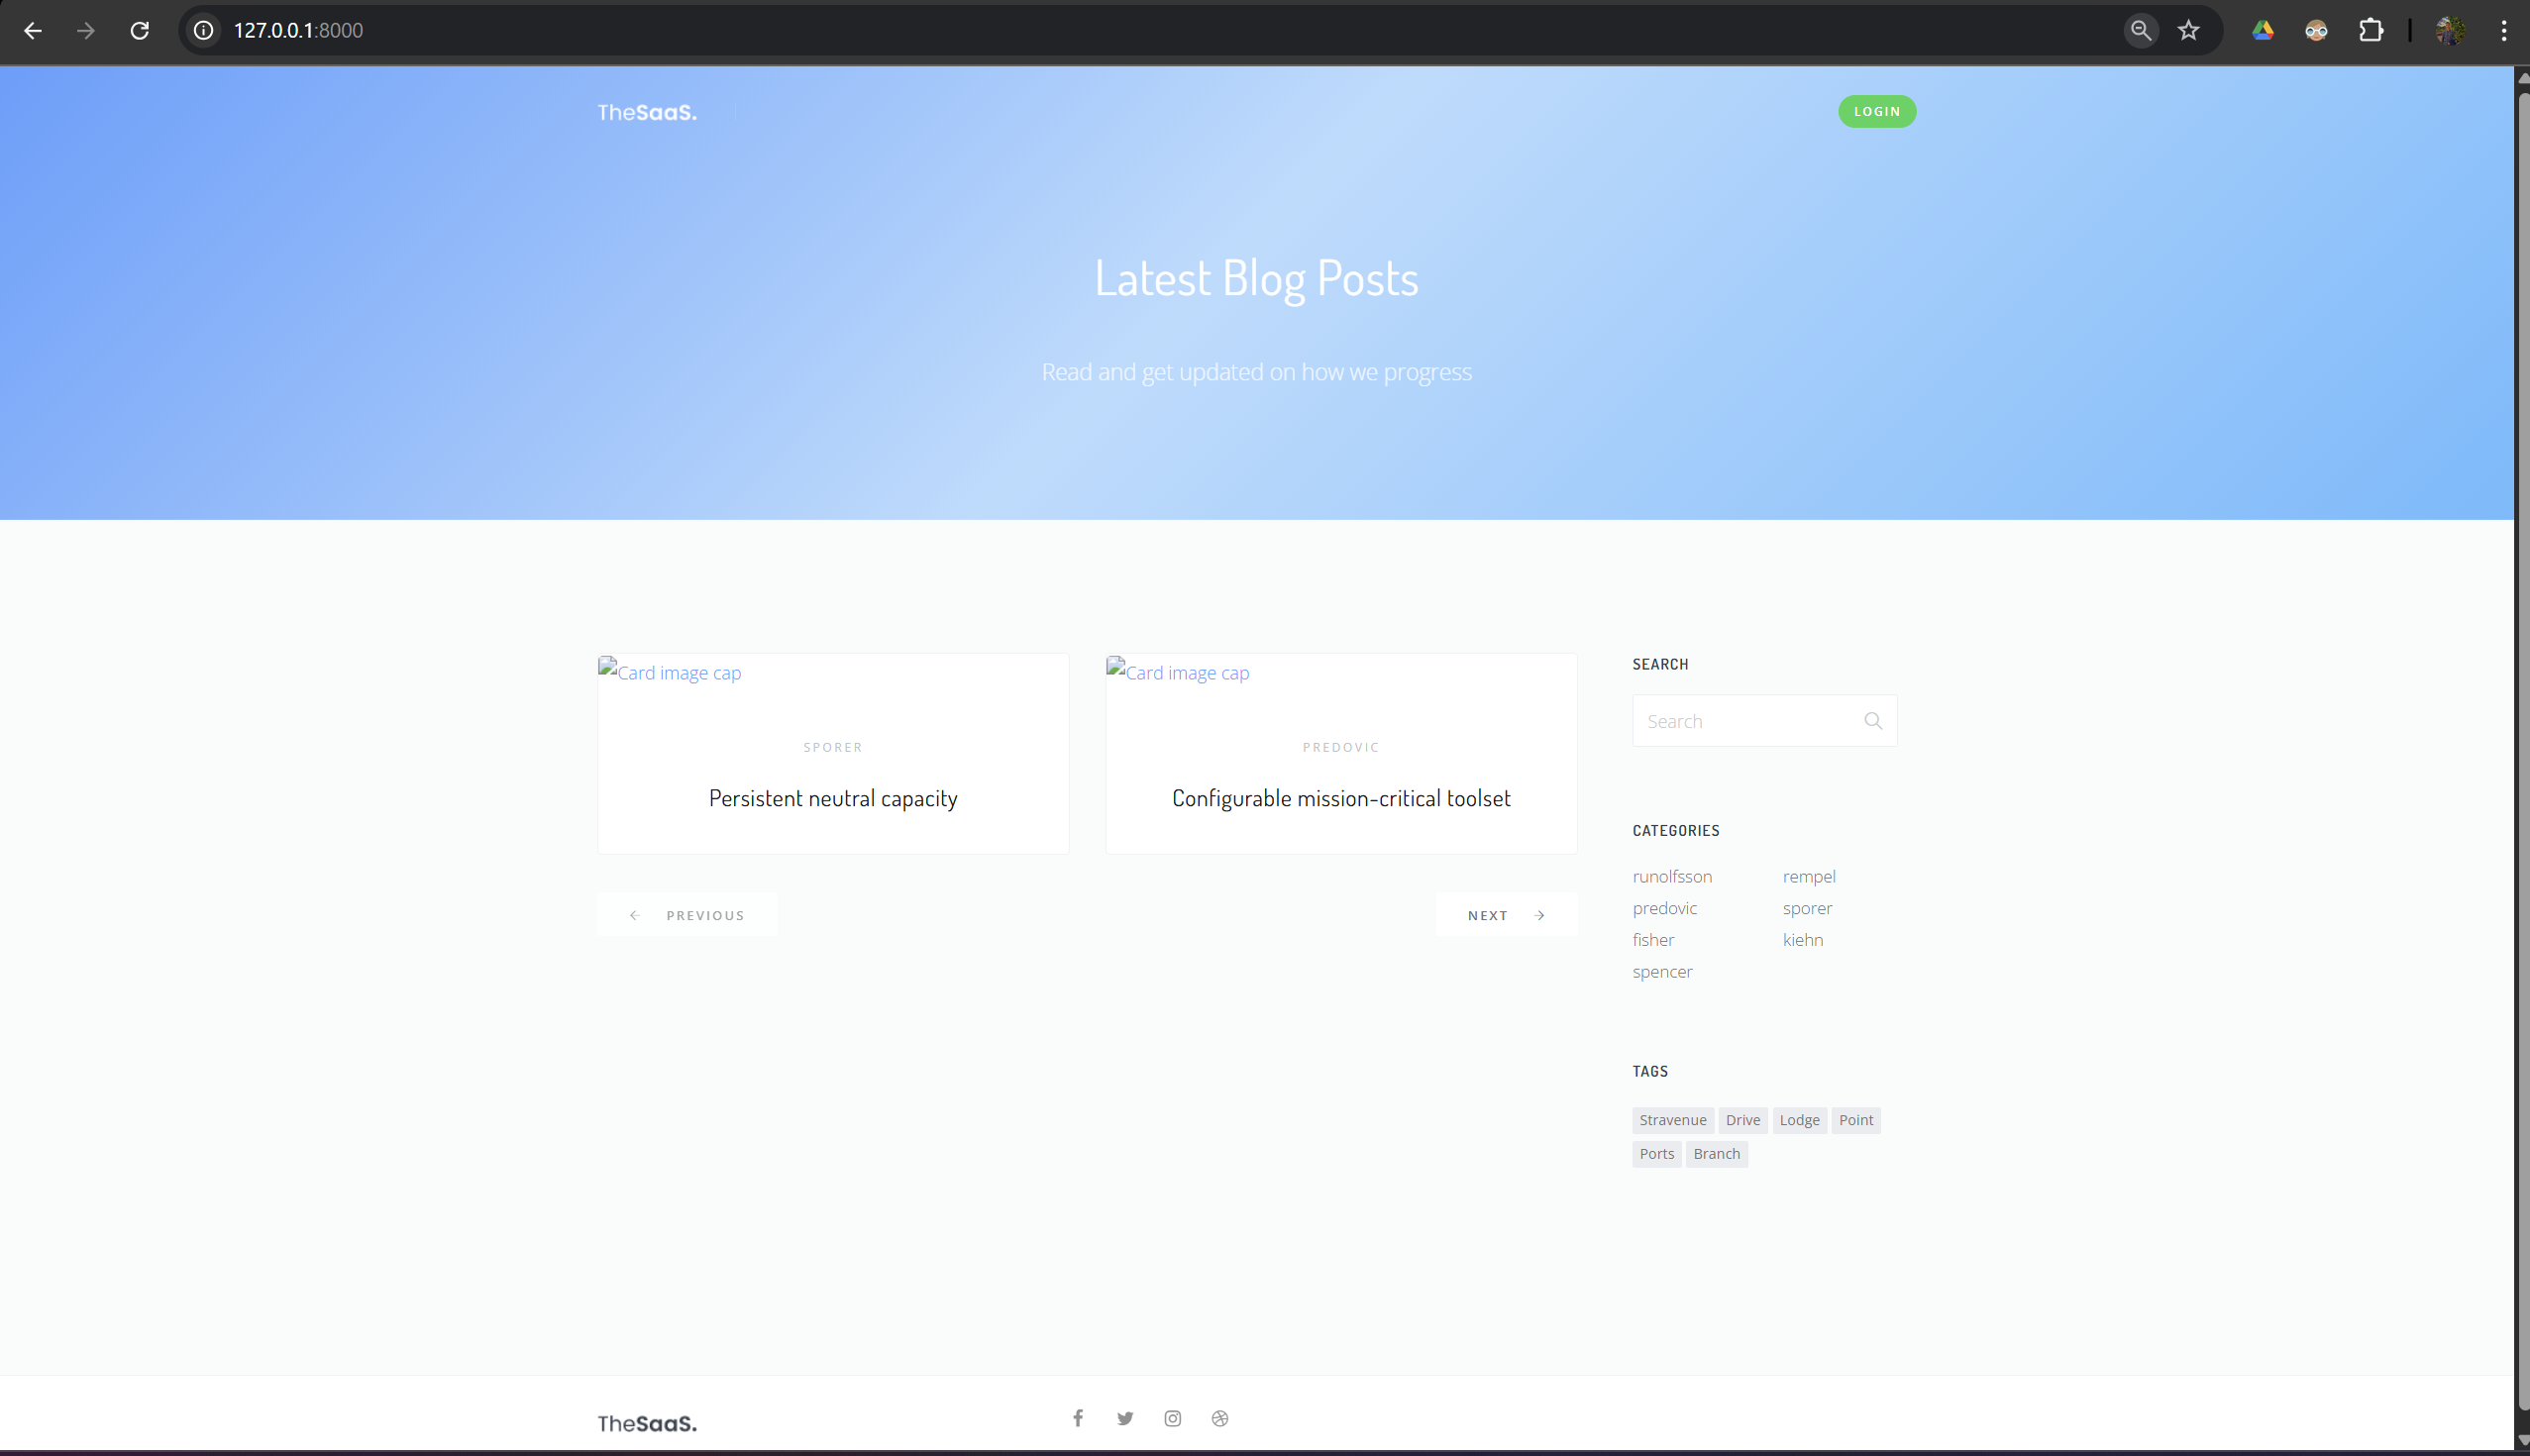 127.0.0.1:8000
TheSaaS.
LOGIN
Latest Blog Posts
Read and get updated on how we progress
Card image cap
SPORER
Persistent neutral capacity
Card image cap
PREDOVIC
Configurable mission-critical toolset
PREVIOUS
NEXT
SEARCH
Search
CATEGORIES
runolfsson rempel
predovic sporer
fisher kiehn
spencer
TAGS
Stravenue Drive Lodge Point
Ports Branch
TheSaaS.